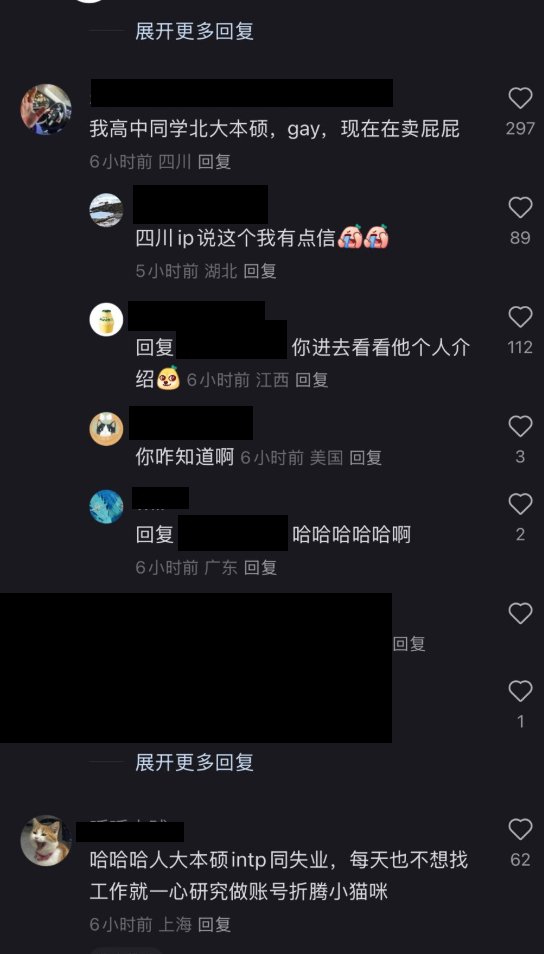 展开更多回复
297
我高中同学北大本硕，gay，现在在卖屁屁
6小时前 四川 回复
四川ip说这个我有点信
89
5小时前 湖北 回复
回复 你进去看看他个人介
112
绍 6小时前 江西 回复
你咋知道啊 6小时前 美国 回复
3
回复 哈哈哈哈哈啊
2
6小时前 广东 回复
回复
1
展开更多回复
哈哈哈人大本硕intp同失业，每天也不想找
62
工作就一心研究做账号折腾小猫咪
6小时前 上海 回复